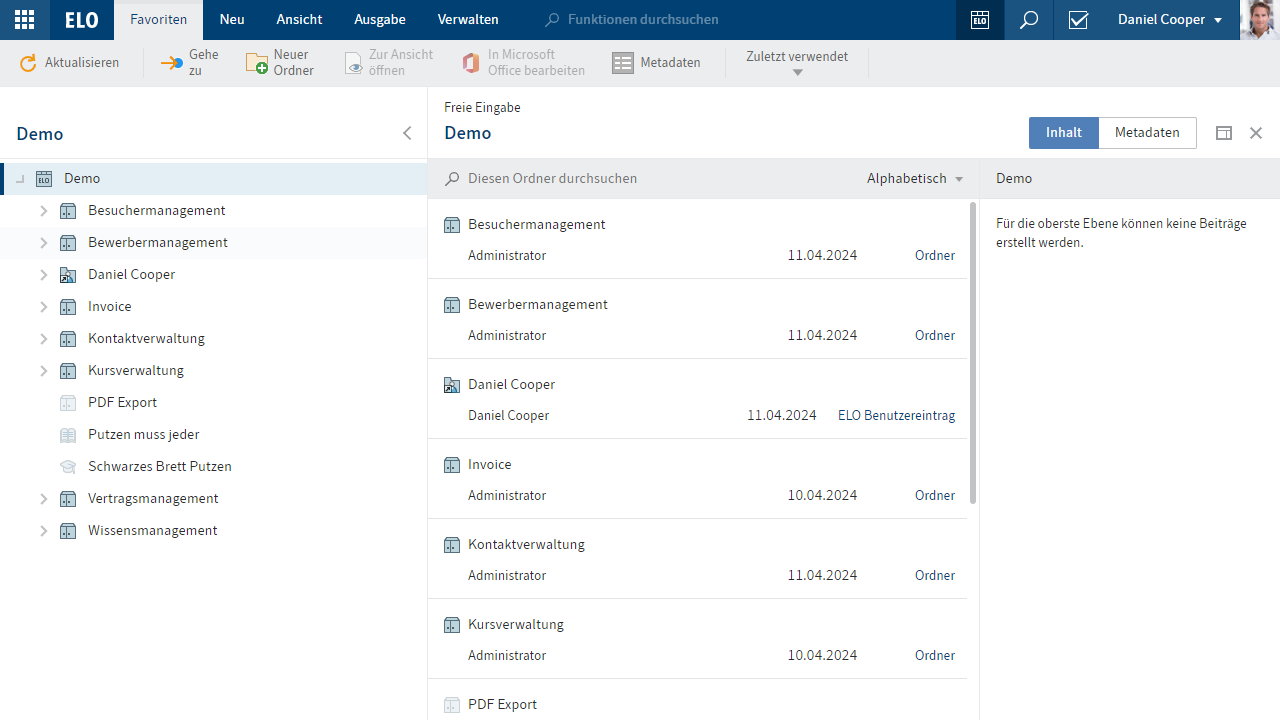 ELO
Favoriten
Neu
Ansicht
Ausgabe
Verwalten
Funktionen durchsuchen
ELO
Daniel Cooper
Aktualisieren
Gehe
zu
Neuer
Ordner
Zur Ansicht
öffnen
In Microsoft
Office bearbeiten
Metadaten
Zuletzt verwendet
Demo
ELO
Demo
Besuchermanagement
Bewerbermanagement
Daniel Cooper
Invoice
Kontaktverwaltung
Kursverwaltung
PDF Export
Putzen muss jeder
Schwarzes Brett Putzen
Vertragsmanagement
Wissensmanagement
Freie Eingabe
Demo
Inhalt
Metadaten
Diesen Ordner durchsuchen
Alphabetisch
Besuchermanagement
Administrator 11.04.2024 Ordner
Bewerbermanagement
Administrator 11.04.2024 Ordner
Daniel Cooper
Daniel Cooper 11.04.2024 ELO Benutzereintrag
Invoice
Administrator 10.04.2024 Ordner
Kontaktverwaltung
Administrator 11.04.2024 Ordner
Kursverwaltung
Administrator 10.04.2024 Ordner
PDF Export
Demo
Für die oberste Ebene können keine Beiträge
erstellt werden.